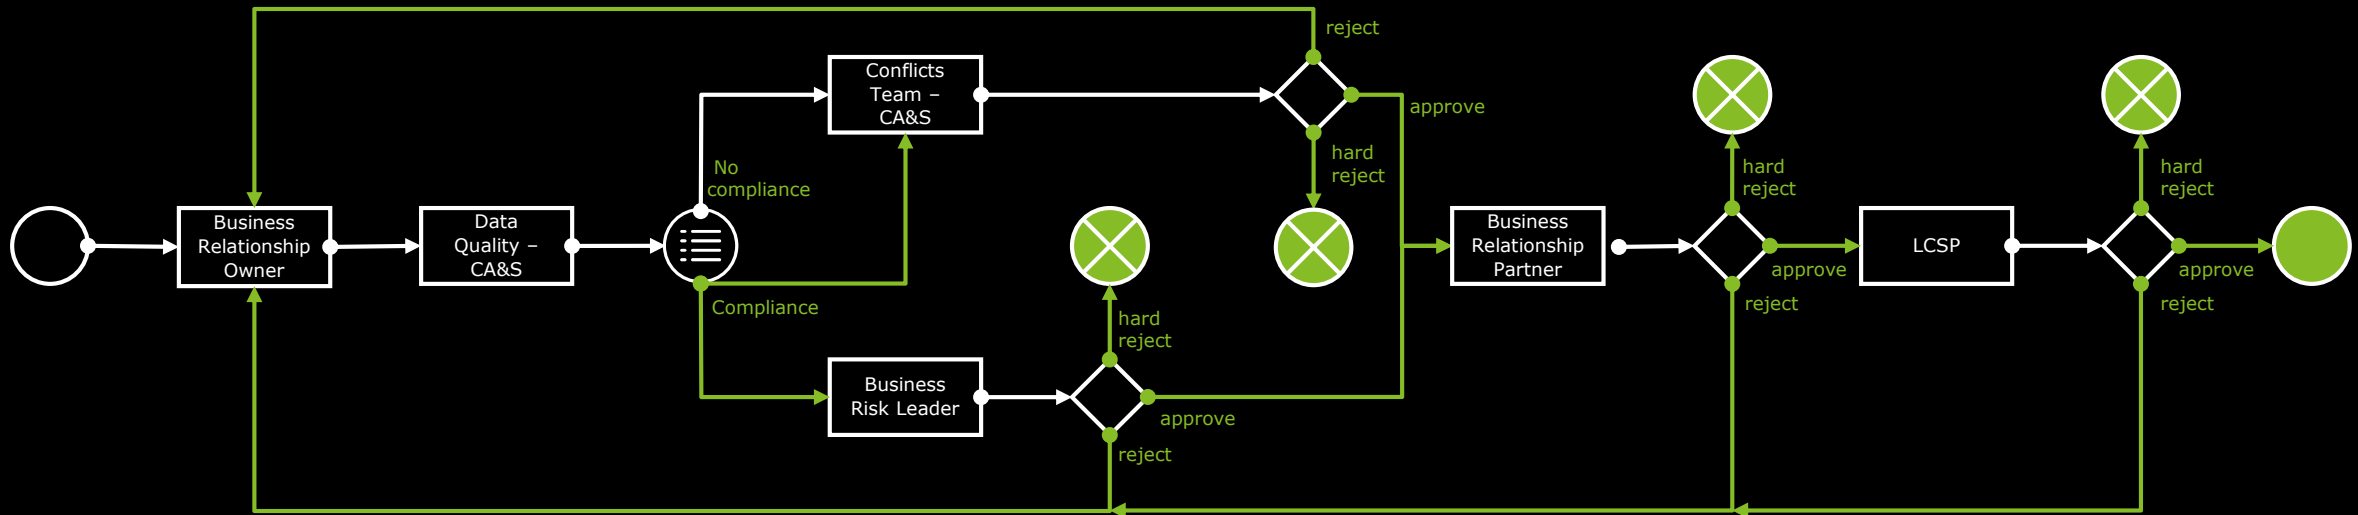 reject
Conflicts
Team –
CA&S
approve
No
compliance
hard
reject
hard
reject
hard
reject
Business
Relationship
Owner
Data
Quality –
CA&S
Business
Relationship
Partner
approve
LCSP
approve
reject
reject
Compliance
hard
reject
Business
Risk Leader
approve
reject